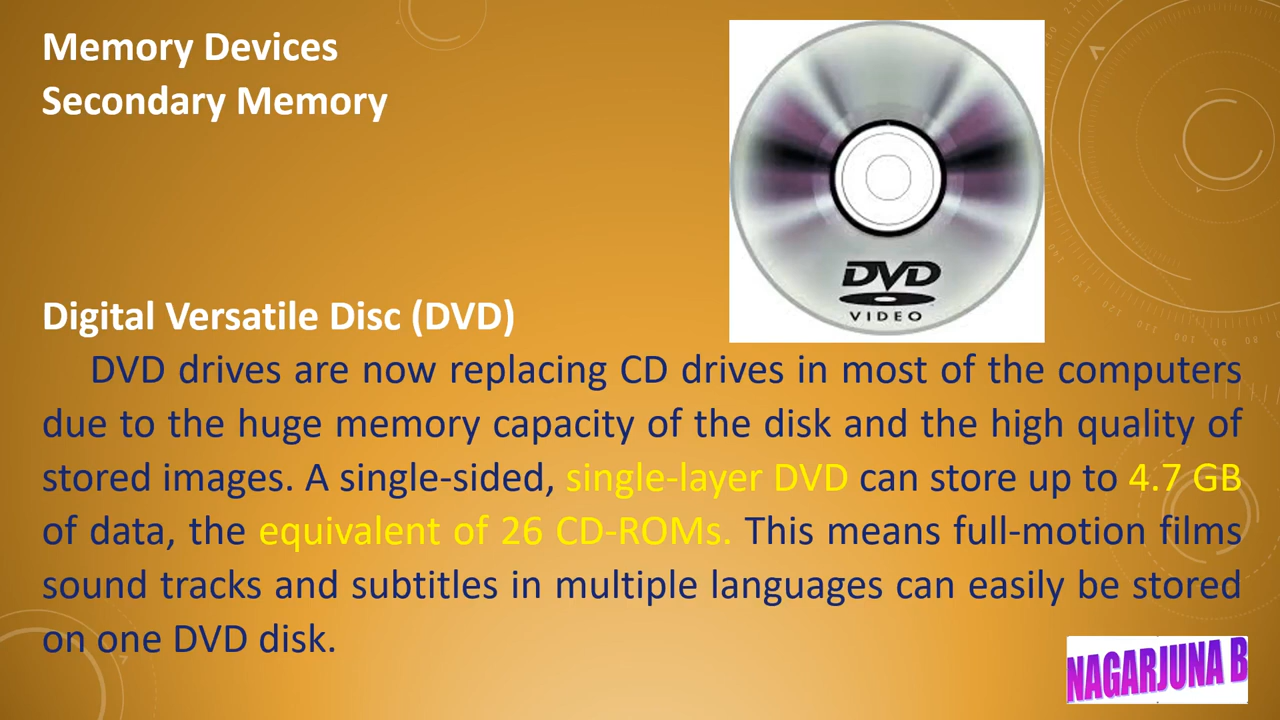 Memory Devices
Secondary Memory
DVD
VIDEO
Digital Versatile Disc (DVD)
DVD drives are now replacing CD drives in most of the computers
due to the huge memory capacity of the disk and the high quality of
stored images. A single-sided, single-layer DVD can store up to 4.7 GB
of data, the equivalent of 26 CD-ROMs. This means full-motion films
sound tracks and subtitles in multiple languages can easily be stored
on one DVD disk.
NAGARJUNA B